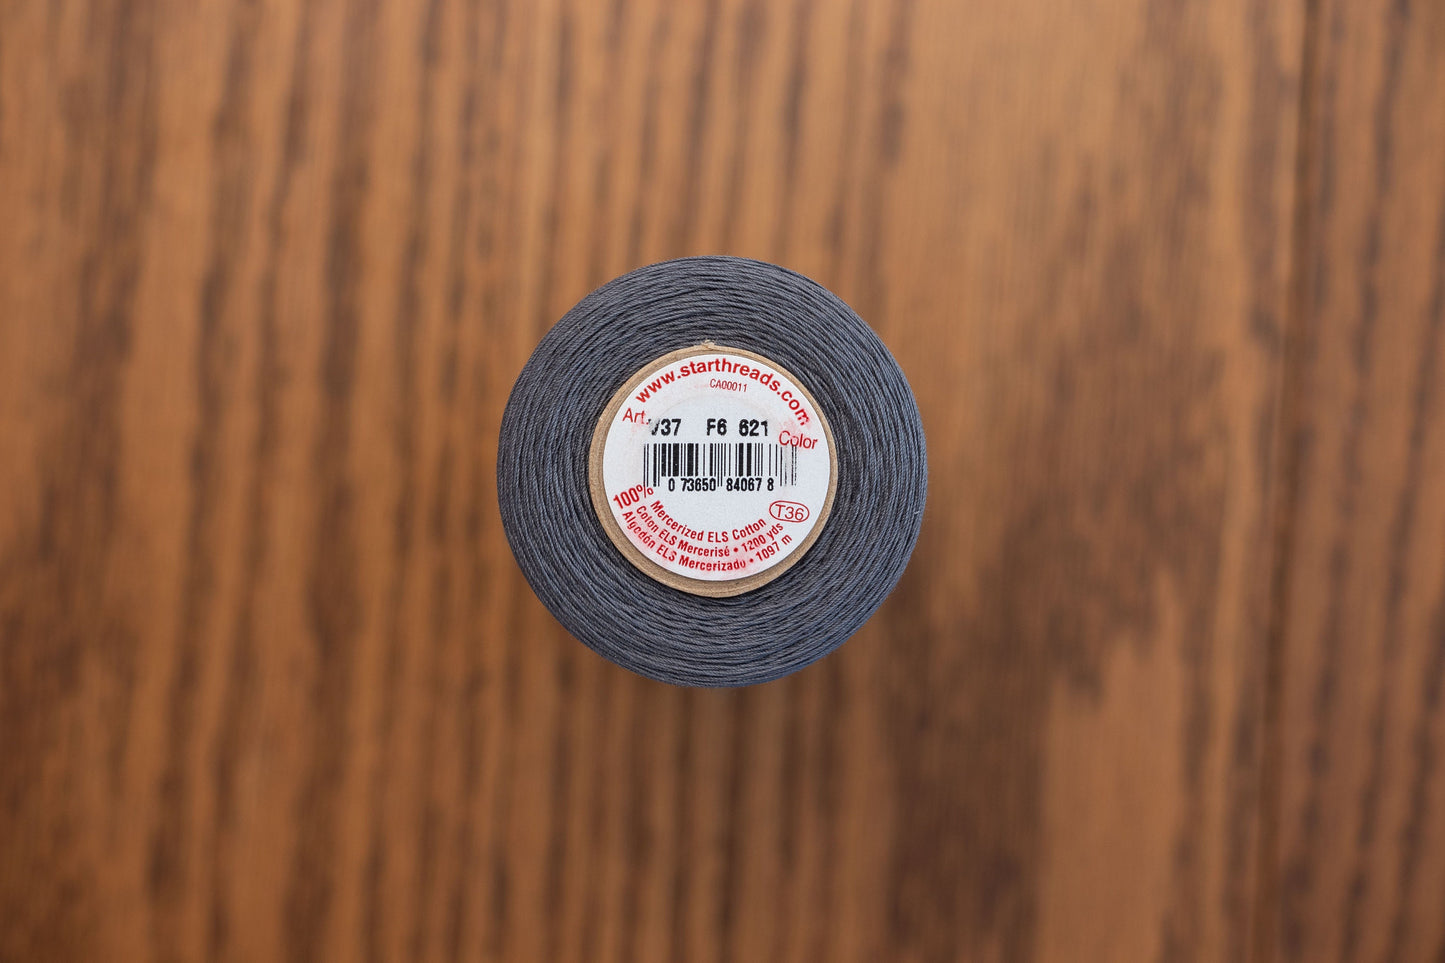 www.starthreads.com
CA00011
Art. V37 F6 621 Color
0 73650 84067 8
T36
100%
Mercerized ELS Cotton
Coton ELS Mercerisé • 1200 yds
Algodón ELS Mercerizado • 1097 m